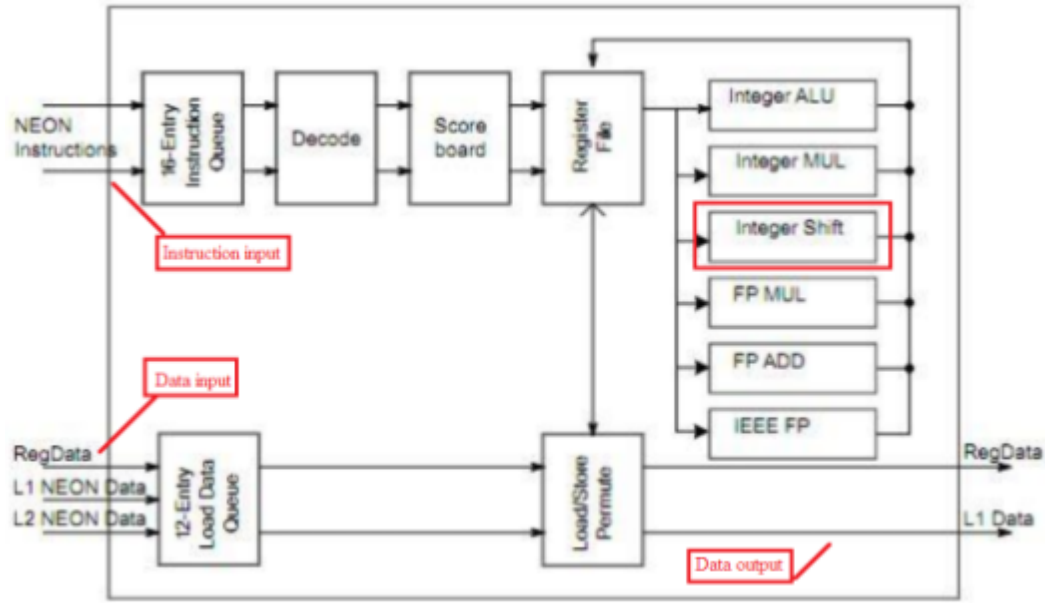 NEON
Instructions
16-Entry
Instruction
Queue
Decode
Score
board
Register
File
Integer ALU
Integer MUL
Integer Shift
FP MUL
FP ADD
IEEE FP
Instruction input
Data input
RegData
L1 NEON Data
L2 NEON Data
12-Entry
Load Data
Queue
Load/Store
Permute
RegData
L1 Data
Data output